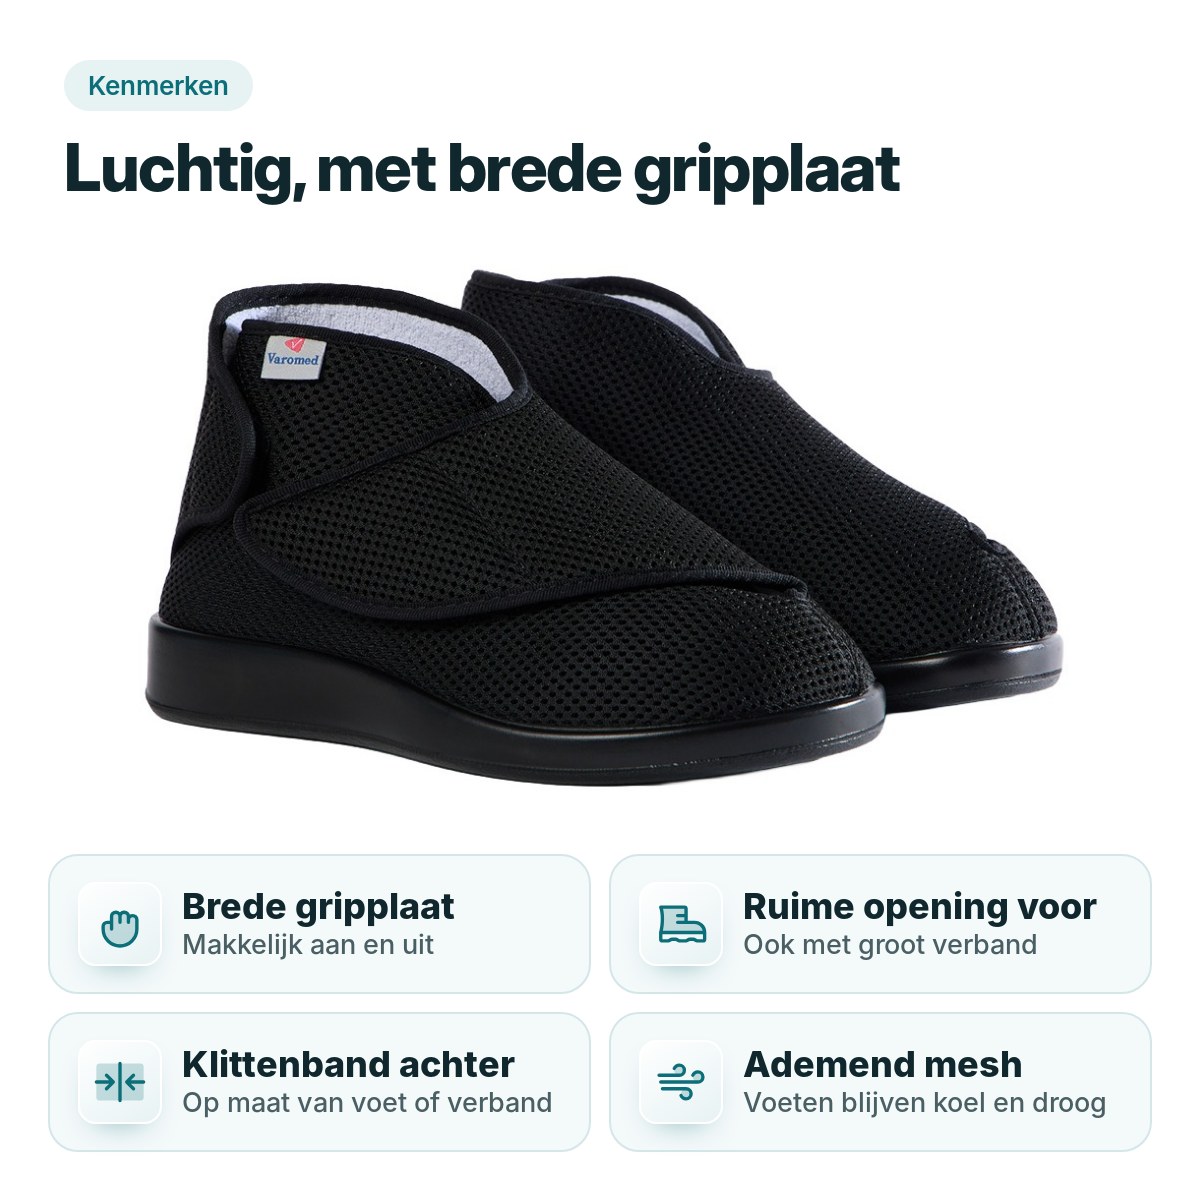 Kenmerken
Luchtig, met brede gripplaat
Varomed
Brede gripplaat
Makkelijk aan en uit
Ruime opening voor
Ook met groot verband
Klittenband achter
Op maat van voet of verband
Ademend mesh
Voeten blijven koel en droog